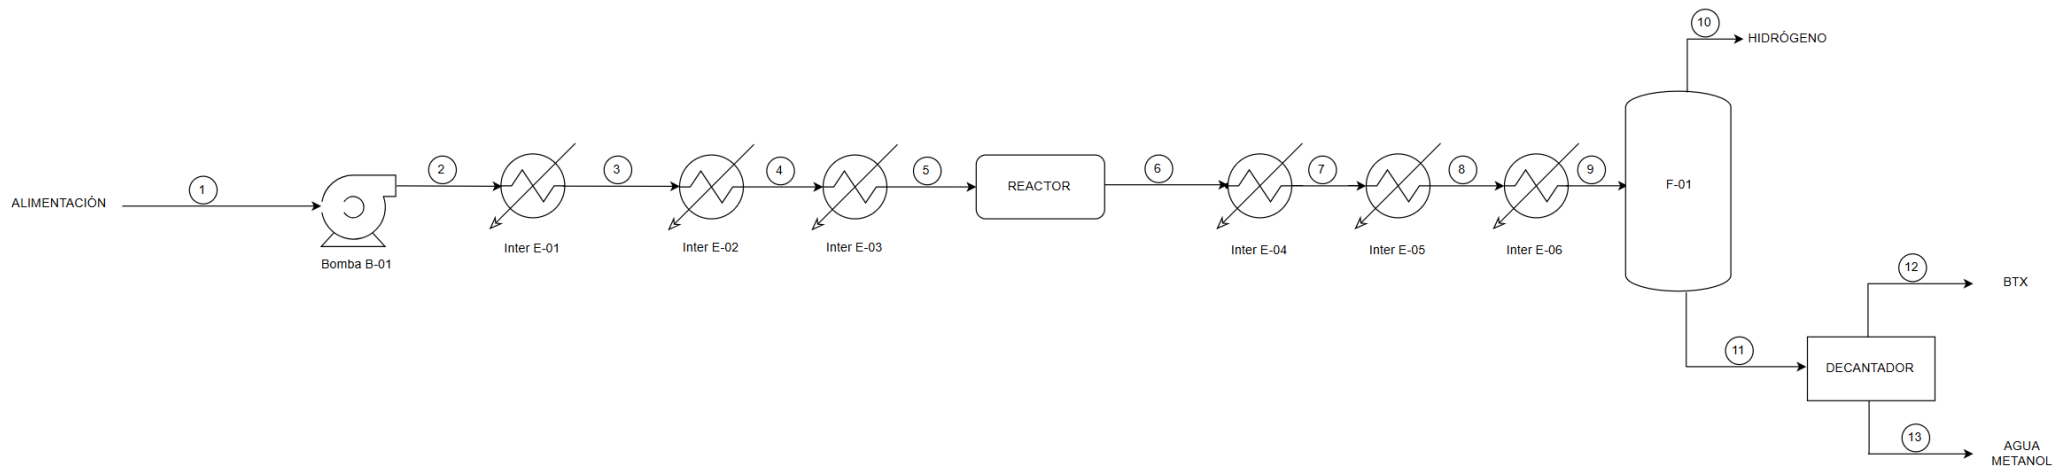 10
HIDRÓGENO
1
2
3
4
5
6
7
8
9
ALIMENTACIÓN
REACTOR
F-01
Inter E-01
Inter E-02
Inter E-03
Inter E-04
Inter E-05
Inter E-06
Bomba B-01
12
BTX
11
DECANTADOR
13
AGUA
METANOL